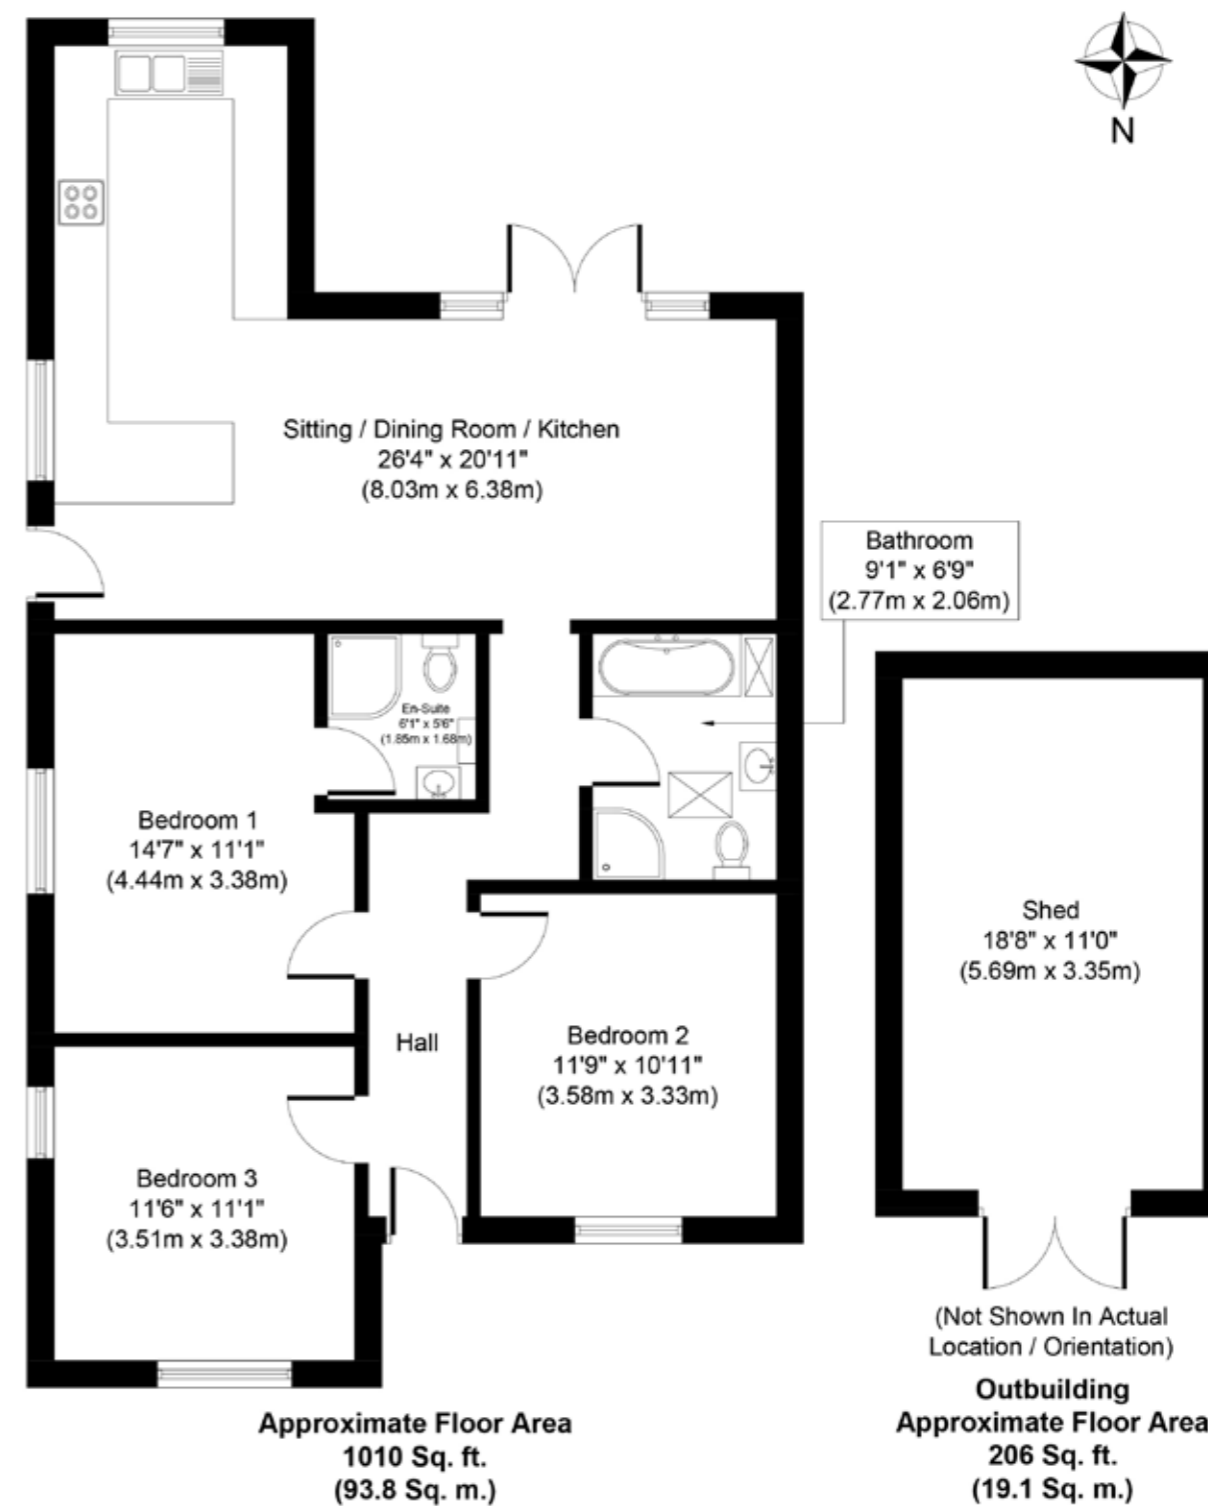 N
Sitting / Dining Room / Kitchen
26'4" x 20'11"
(8.03m x 6.38m)
Bathroom
9'1" x 6'9"
(2.77m x 2.06m)
En-Suite
6'1" x 5'6"
(1.85m x 1.68m)
Bedroom 1
14'7" x 11'1"
(4.44m x 3.38m)
Shed
18'8" x 11'0"
(5.69m x 3.35m)
Hall
Bedroom 2
11'9" x 10'11"
(3.58m x 3.33m)
Bedroom 3
11'6" x 11'1"
(3.51m x 3.38m)
(Not Shown In Actual
Location / Orientation)
Outbuilding
Approximate Floor Area
206 Sq. ft.
(19.1 Sq. m.)
Approximate Floor Area
1010 Sq. ft.
(93.8 Sq. m.)